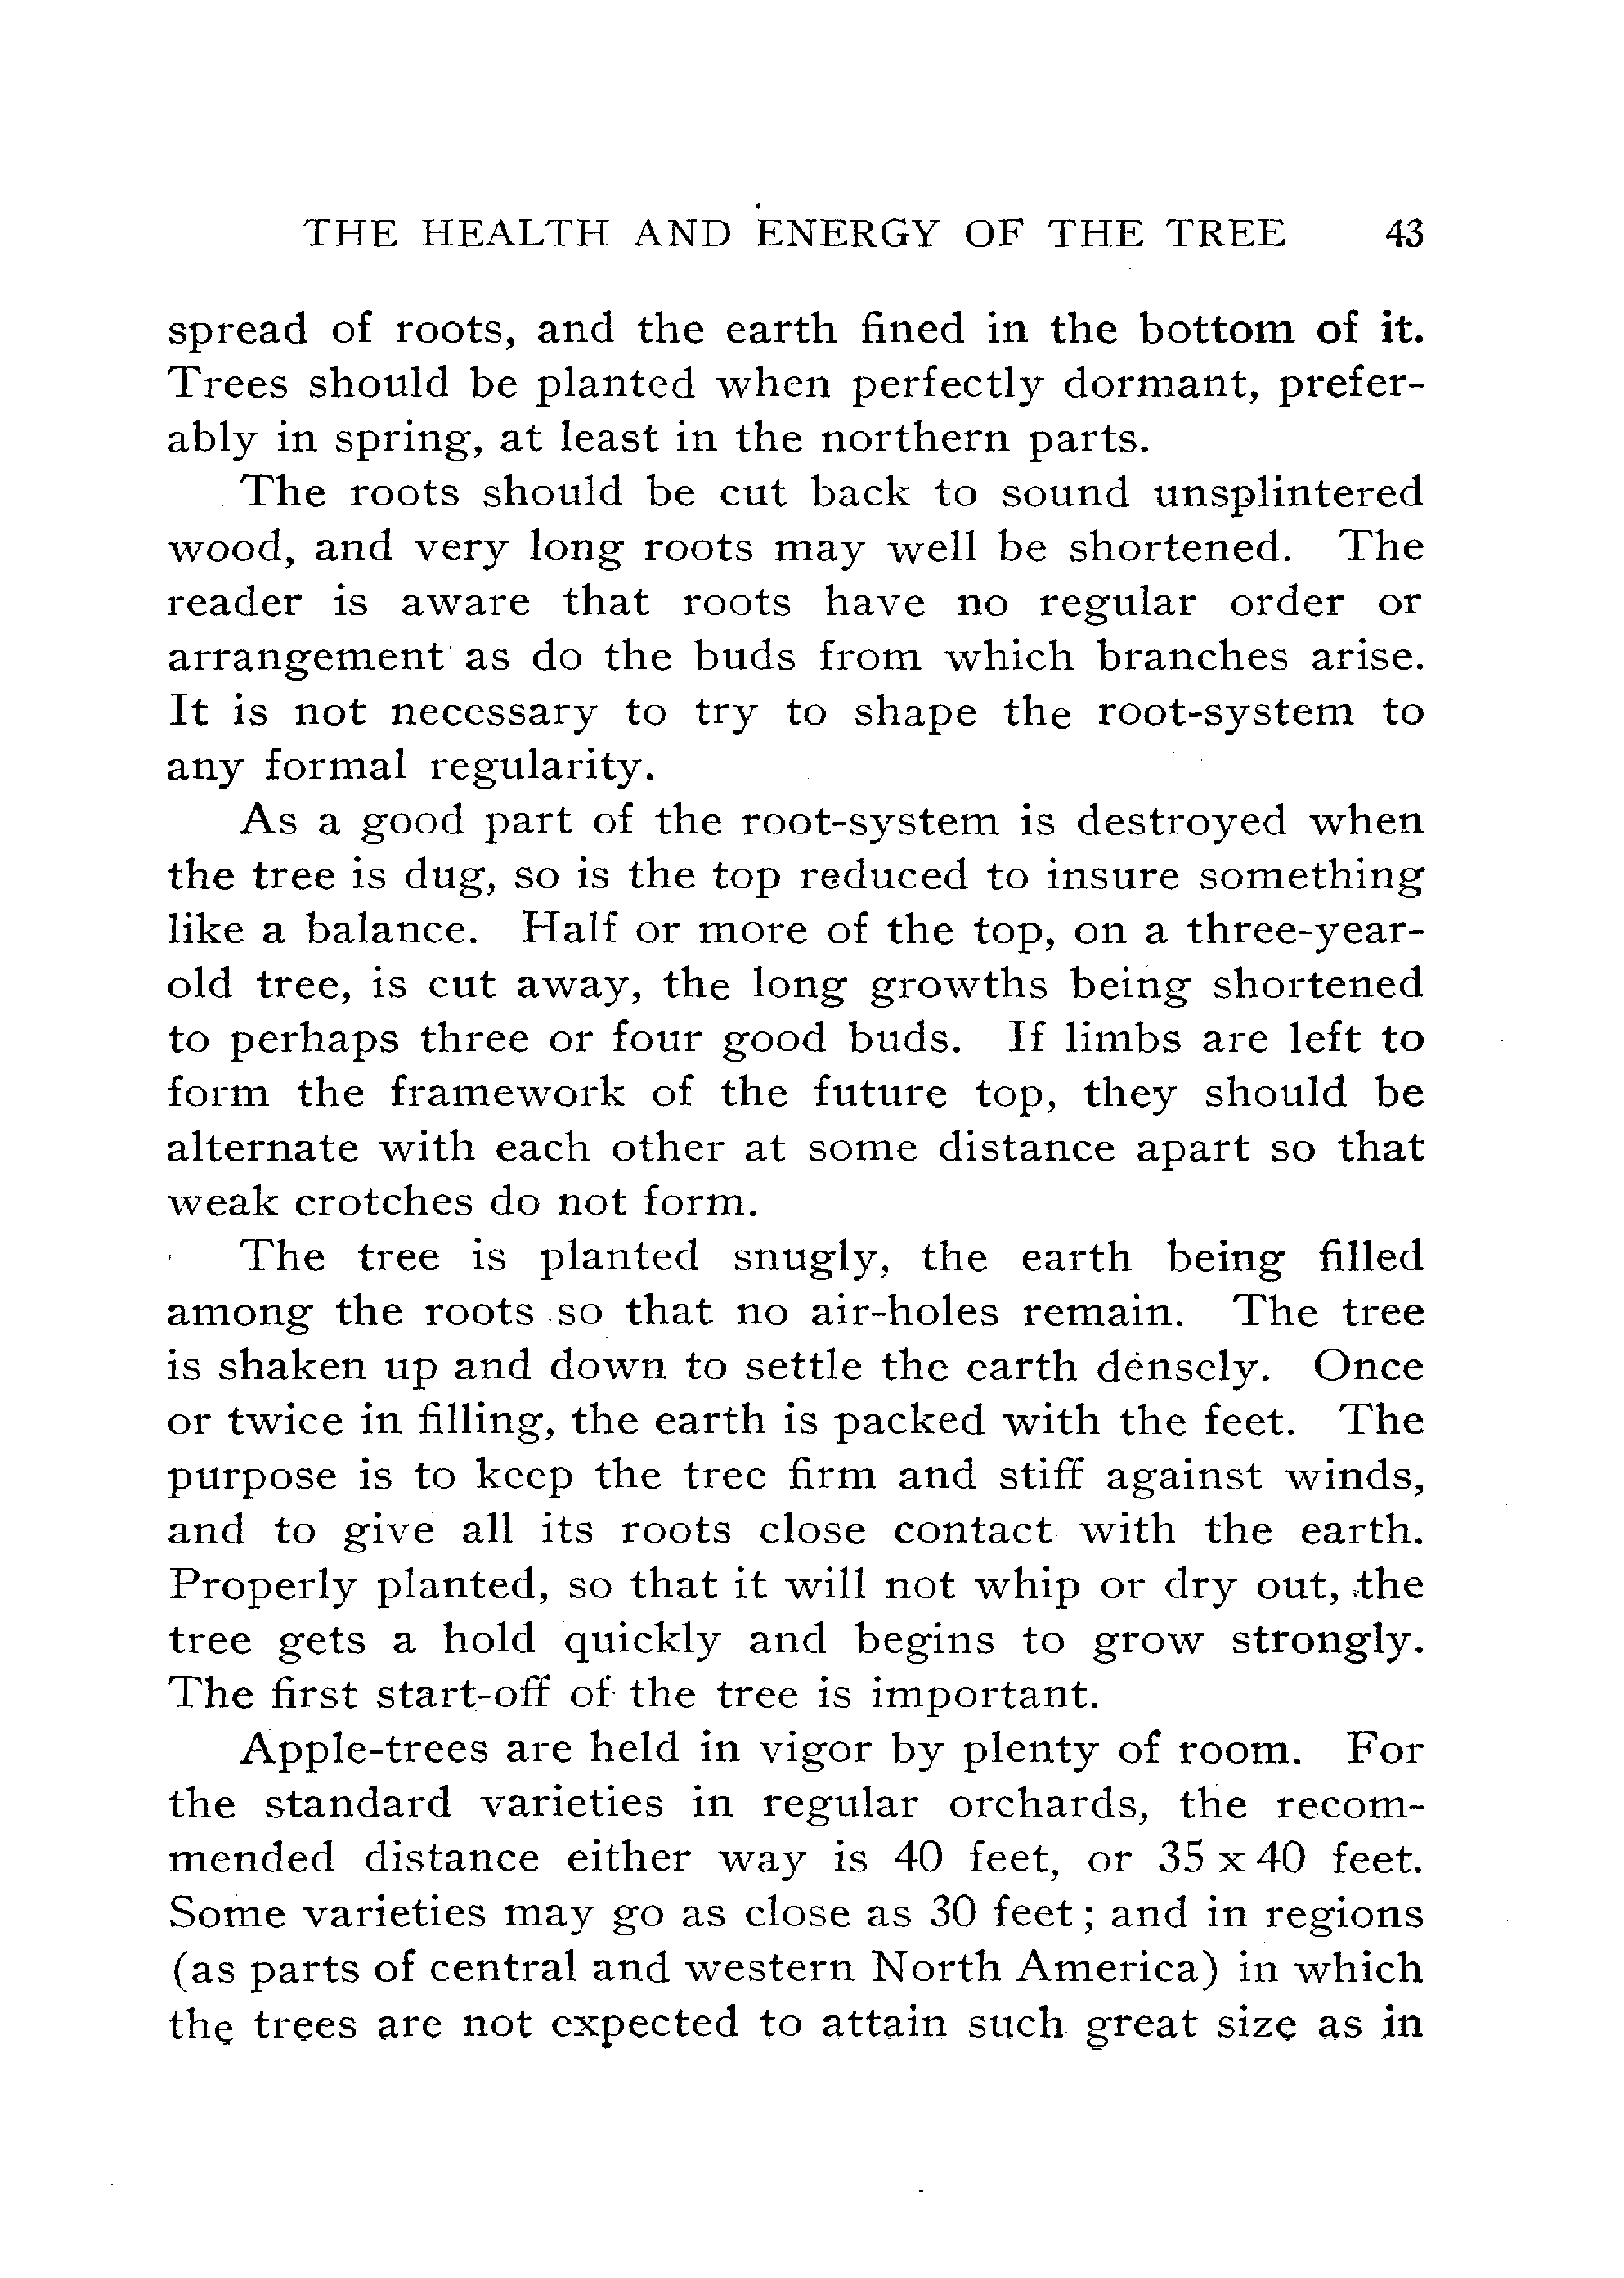 THE HEALTH AND ENERGY OF THE TREE 43
spread of roots, and the earth fined in the bottom of it.
Trees should be planted when perfectly dormant, prefer-
ably in spring, at least in the northern parts.
The roots should be cut back to sound unsplintered
wood, and very long roots may well be shortened. The
reader is aware that roots have no regular order or
arrangement as do the buds from which branches arise.
It is not necessary to try to shape the root-system to
any formal regularity.
As a good part of the root-system is destroyed when
the tree is dug, so is the top reduced to insure something
like a balance. Half or more of the top, on a three-year-
old tree, is cut away, the long growths being shortened
to perhaps three or four good buds. If limbs are left to
form the framework of the future top, they should be
alternate with each other at some distance apart so that
weak crotches do not form.
The tree is planted snugly, the earth being filled
among the roots so that no air-holes remain. The tree
is shaken up and down to settle the earth densely. Once
or twice in filling, the earth is packed with the feet. The
purpose is to keep the tree firm and stiff against winds,
and to give all its roots close contact with the earth.
Properly planted, so that it will not whip or dry out, the
tree gets a hold quickly and begins to grow strongly.
The first start-off of the tree is important.
Apple-trees are held in vigor by plenty of room. For
the standard varieties in regular orchards, the recom-
mended distance either way is 40 feet, or 35 x 40 feet.
Some varieties may go as close as 30 feet; and in regions
(as parts of central and western North America) in which
the trees are not expected to attain such great size as in